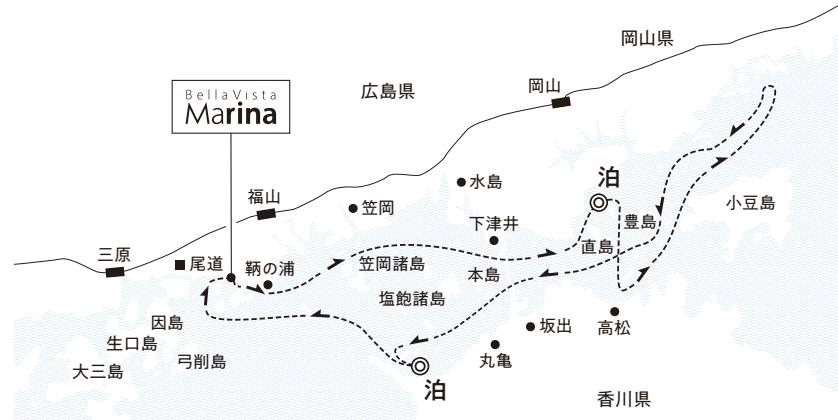 岡山県
広島県
岡山
BellaVista
Marina
水島
泊
福山
笠岡
小豆島
豊島
下津井
直島
三原
尾道
鞆の浦
笠岡諸島
本島
塩飽諸島
因島
坂出
高松
生口島
弓削島
丸亀
大三島
泊
香川県